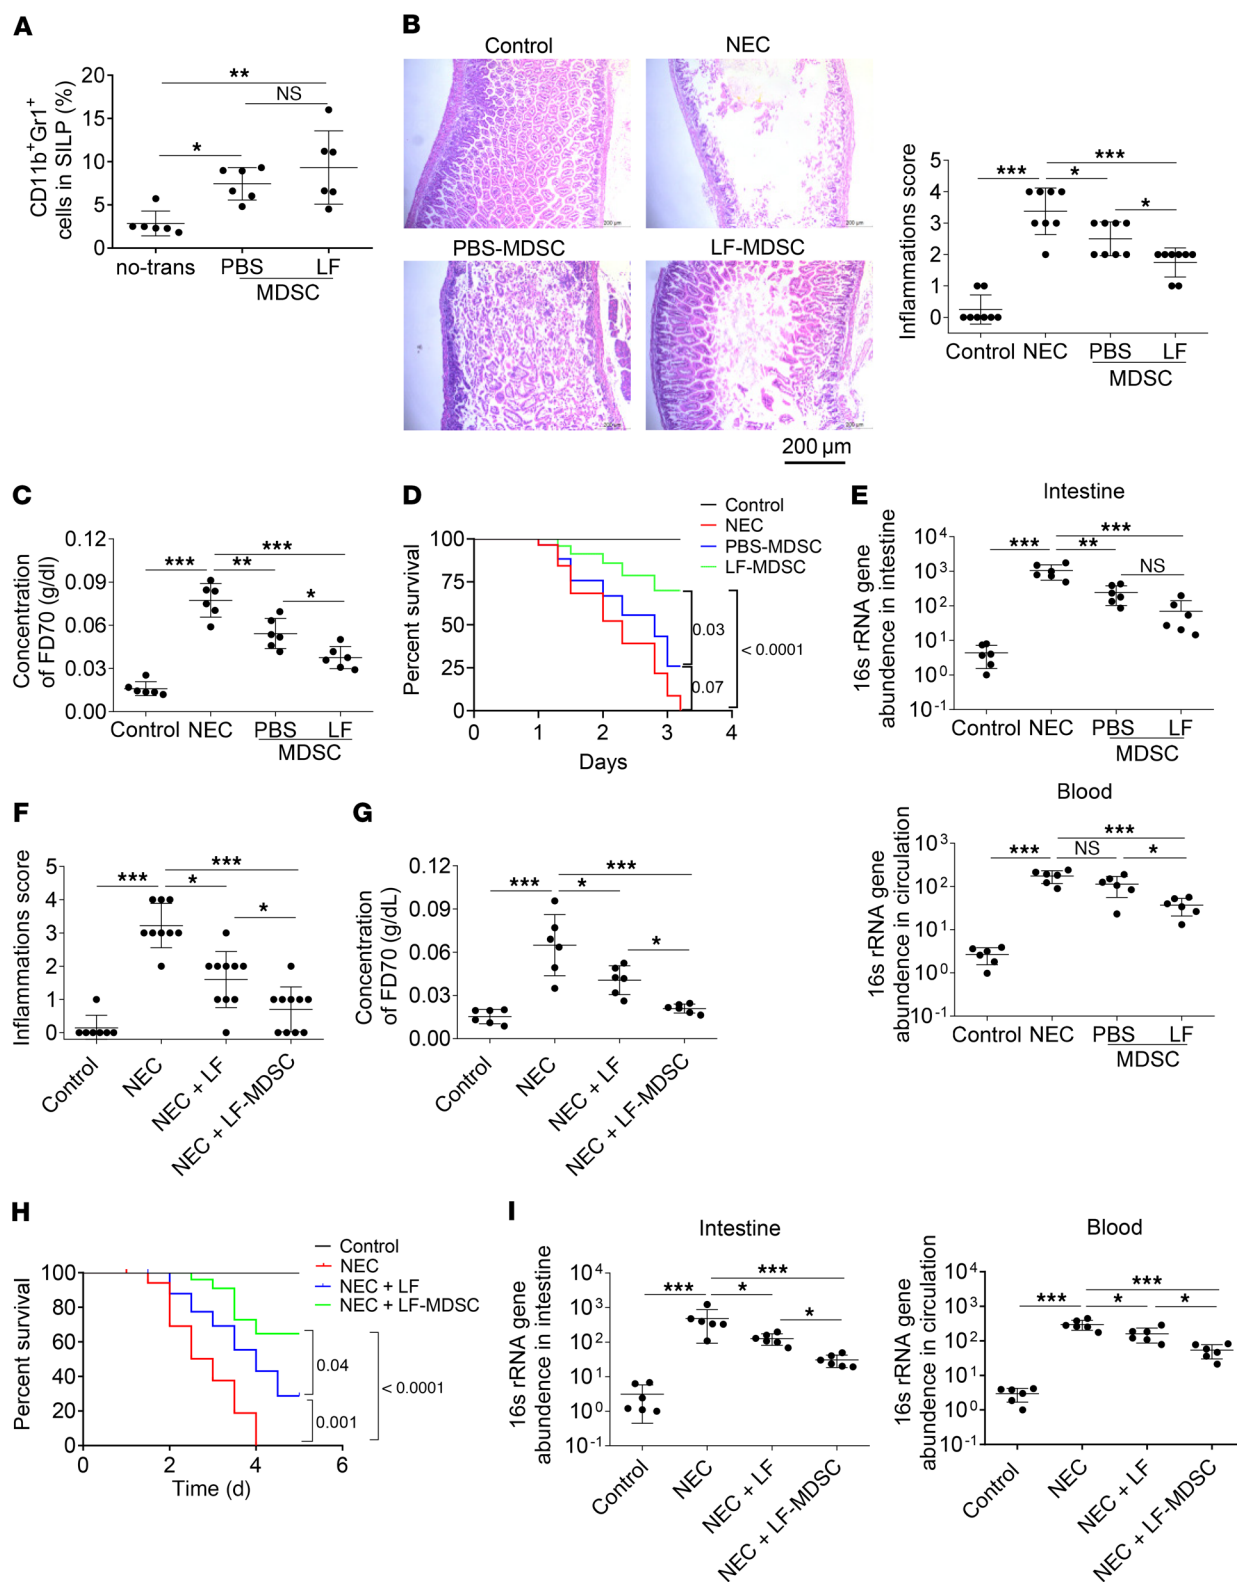 A
CD11b+Gr1+
cells in SILP (%)
20
15
10
5
0
**
NS
*
no-trans
PBS
LF
MDSC
B
Control
NEC
200 μm
200 μm
PBS-MDSC
LF-MDSC
200 μm
200 μm
200 μm
Inflammations score
5
4
3
2
1
0
***
***
*
*
Control
NEC
PBS
LF
MDSC
C
Concentration
of FD70 (g/dl)
0.12
0.09
0.06
0.03
0.00
***
***
**
*
Control
NEC
PBS
LF
MDSC
D
Control
NEC
PBS-MDSC
LF-MDSC
Percent survival
100
75
50
25
0
0.03
< 0.0001
0.07
0
1
2
3
4
Days
E
Intestine
16s rRNA gene
abundance in intestine
10^4
10^3
10^2
10^1
10^0
10^-1
***
***
**
NS
Control
NEC
PBS
LF
MDSC
Blood
16s rRNA gene
abundance in circulation
10^3
10^2
10^1
10^0
10^-1
***
***
NS
*
Control
NEC
PBS
LF
MDSC
F
Inflammations score
5
4
3
2
1
0
***
***
*
*
Control
NEC
NEC + LF
NEC + LF-MDSC
G
Concentration
of FD70 (g/dL)
0.12
0.09
0.06
0.03
0.00
***
***
*
*
Control
NEC
NEC + LF
NEC + LF-MDSC
H
Control
NEC
NEC + LF
NEC + LF-MDSC
Percent survival
100
80
60
40
20
0
0.04
< 0.0001
0.001
0
2
4
6
Time (d)
I
Intestine
16s rRNA gene
abundance in intestine
10^4
10^3
10^2
10^1
10^0
10^-1
***
***
*
*
Control
NEC
NEC + LF
NEC + LF-MDSC
Blood
16s rRNA gene
abundance in circulation
10^4
10^3
10^2
10^1
10^0
10^-1
***
***
*
*
Control
NEC
NEC + LF
NEC + LF-MDSC